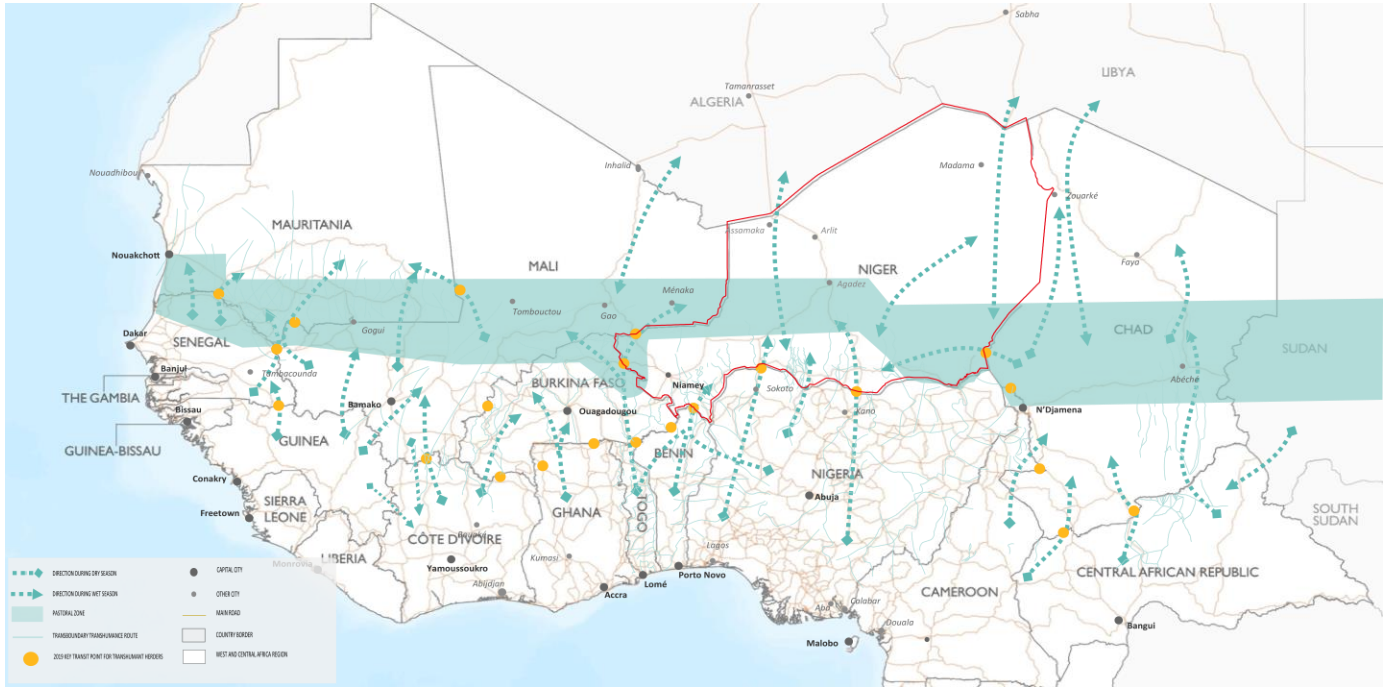 Sabha
LIBYA
Tamanrasset
ALGERIA
Inhalid
Madama
Nouadhibou
Zouarké
MAURITANIA
Assamaka
Arlit
Nouakchott
Faya
MALI
NIGER
Agadez
Ménaka
Tombouctou
Gao
Gogui
CHAD
Dakar
SENEGAL
SUDAN
Banjul
Tambacounda
Niamey
Abéché
THE GAMBIA
BURKINA FASO
Sokoto
Bamako
Bissau
Ouagadougou
Kano
N'Djamena
GUINEA
GUINEA-BISSAU
BENIN
NIGERIA
Conakry
Abuja
SIERRA
LEONE
TOGO
Freetown
GHANA
SOUTH
SUDAN
CÔTE D'IVOIRE
Lagos
LIBERIA
Monrovia
Yamoussoukro
Kumasi
Porto Novo
CENTRAL AFRICAN REPUBLIC
Lomé
Abijdjan
Accra
CAMEROON
Aba
Calabar
Douala
Bangui
Malobo
DIRECTION DURING DRY SEASON
CAPITAL CITY
DIRECTION DURING WET SEASON
OTHER CITY
PASTORAL ZONE
MAIN ROAD
TRANSBOUNDARY TRANSHUMANCE ROUTE
COUNTRY BORDER
2019 KEY TRANSIT POINT FOR TRANSHUMANT HERDERS
WEST AND CENTRAL AFRICA REGION